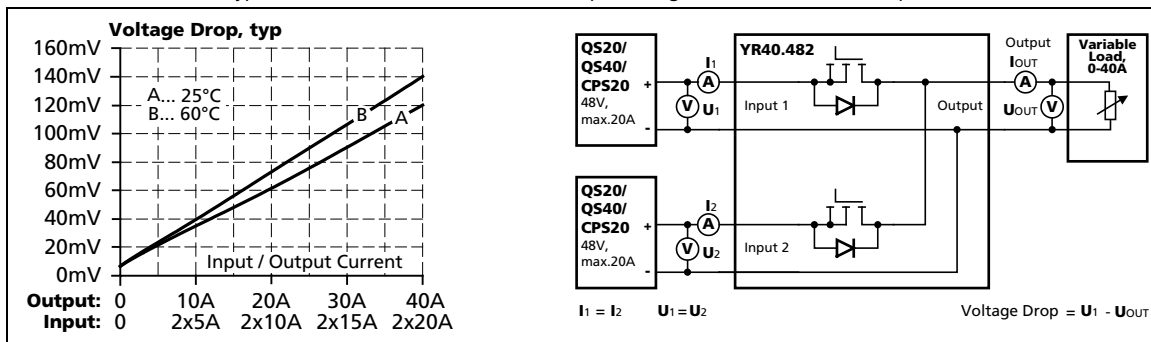 Voltage Drop, typ
160mV
140mV
120mV
100mV
80mV
60mV
40mV
20mV
0mV
A... 25°C
B... 60°C
B
A
Input / Output Current
Output: 0 10A 20A 30A 40A
Input: 0 2x5A 2x10A 2x15A 2x20A
QS20/
QS40/
CPS20
48V,
max.20A
+
-
I1
A
V U1
YR40.482
Input 1
Output
Output
IOUT
A
UOUT V
Variable
Load,
0-40A
QS20/
QS40/
CPS20
48V,
max.20A
+
-
I2
A
V U2
Input 2
I1 = I2 U1 = U2
Voltage Drop = U1 - UOUT